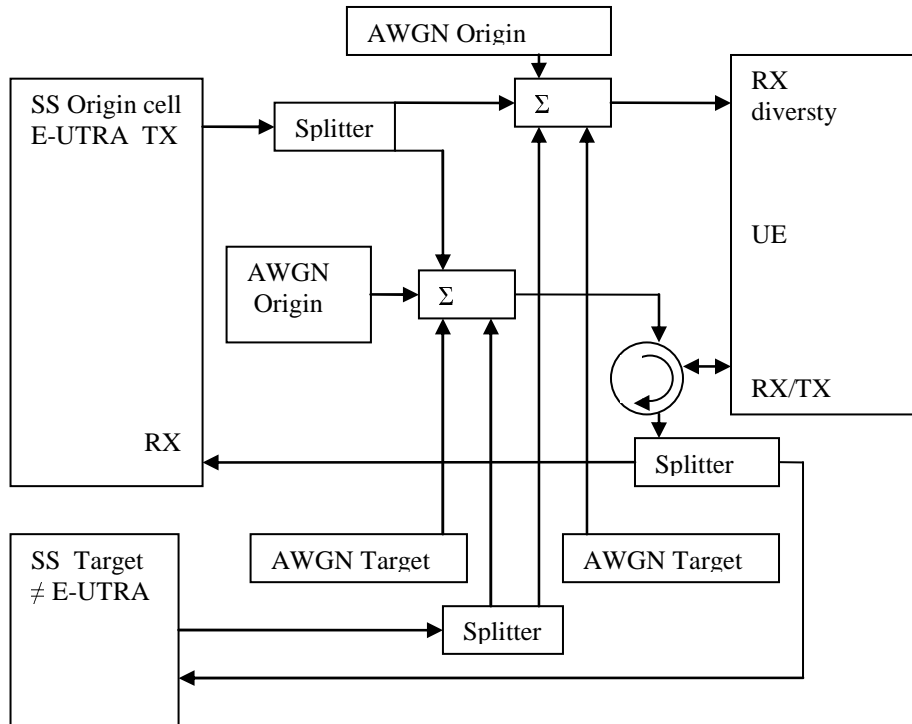 AWGN Origin
SS Origin cell
E-UTRA TX
Splitter
Σ
RX
diversty
UE
AWGN
Origin
Σ
RX/TX
RX
Splitter
AWGN Target
AWGN Target
SS Target
≠ E-UTRA
Splitter